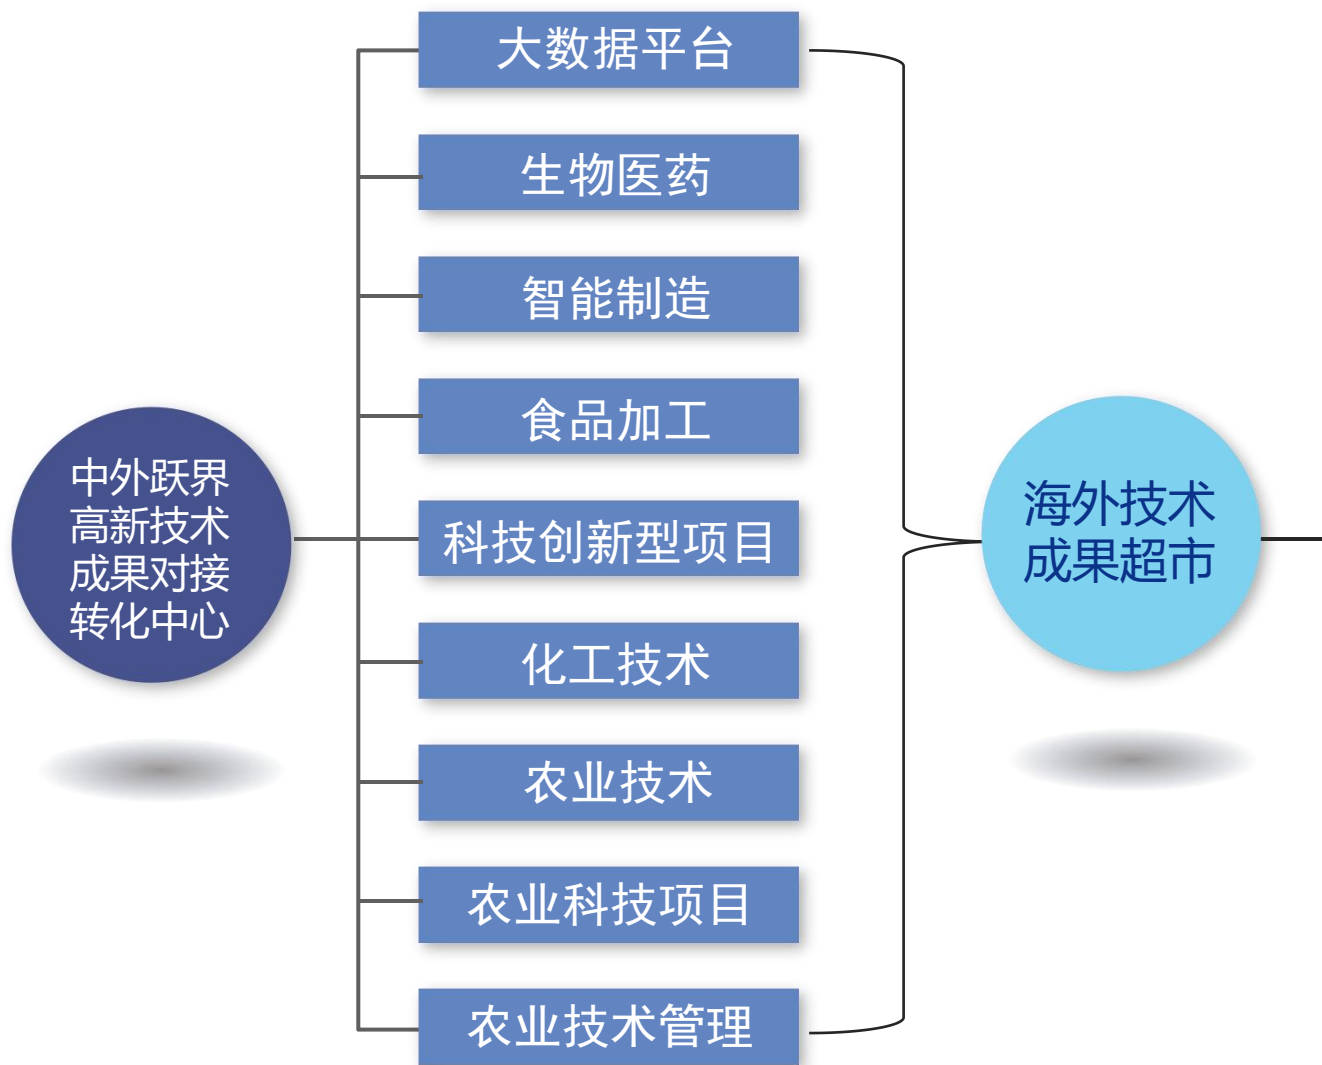 中外跃界
高新技术
成果对接
转化中心
大数据平台
生物医药
智能制造
食品加工
科技创新型项目
化工技术
农业技术
农业科技项目
农业技术管理
海外技术
成果超市